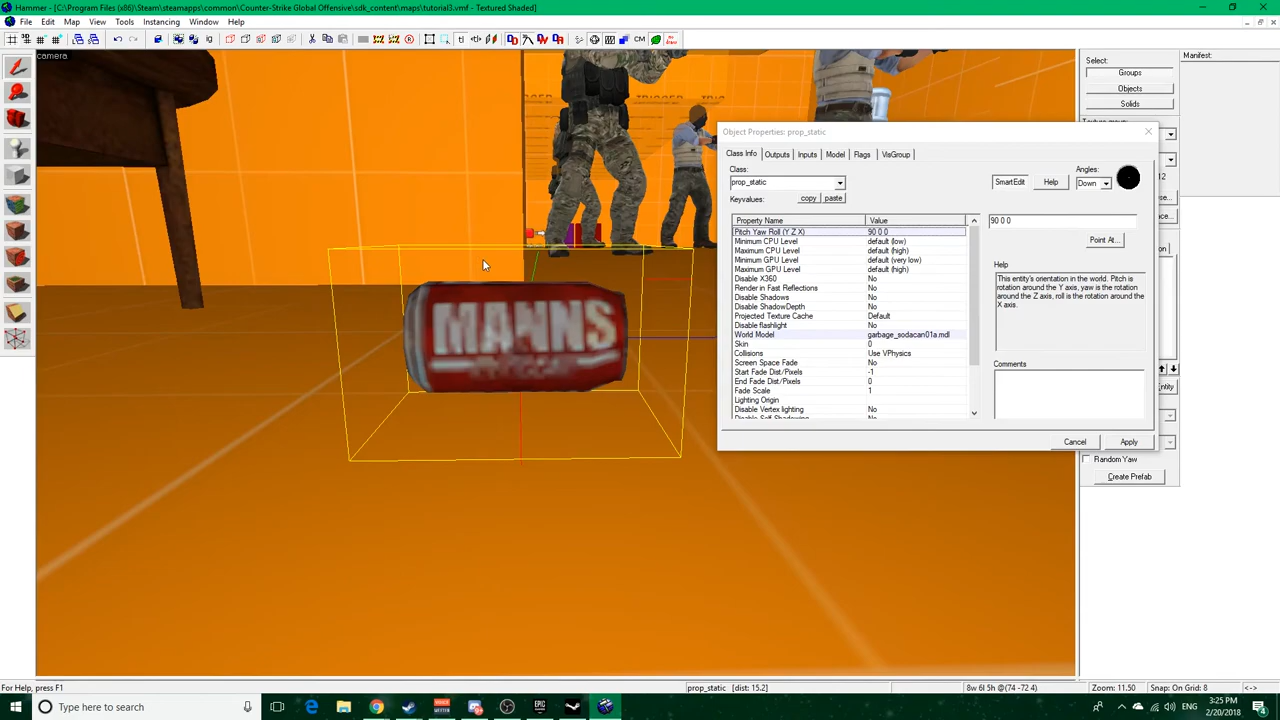 Hammer - [C:\Program Files (x86)\Steam\steamapps\common\Counter-Strike Global Offensive\sdk_content\maps\tutorial3.vmf - Textured Shaded]
File Edit Map View Tools Instancing Window Help
CM
camera
Select:
Groups
Objects
Solids
Manifest:
Object Properties: prop_static
Class Info Outputs Inputs Model Flags VisGroup
Class:
prop_static
SmartEdit Help
Angles:
Down
Keyvalues: copy paste
Property Name Value
Pitch Yaw Roll (Y Z X) 90 0 0
Minimum CPU Level default (low)
Maximum CPU Level default (high)
Minimum GPU Level default (very low)
Maximum GPU Level default (high)
Disable X360 No
Render in Fast Reflections No
Disable Shadows No
Disable ShadowDepth No
Projected Texture Cache Default
Disable flashlight No
World Model garbage_sodacan01a.mdl
Skin 0
Collisions Use VPhysics
Screen Space Fade No
Start Fade Dist/Pixels -1
End Fade Dist/Pixels 0
Fade Scale 1
Lighting Origin
Disable Vertex lighting No
90 0 0
Point At...
Help
This entity's orientation in the world. Pitch is
rotation around the Y axis, yaw is the rotation
around the Z axis, roll is the rotation around the
X axis.
Comments
Cancel Apply
Random Yaw
Create Prefab
For Help, press F1
prop_static [dist: 15.2]
8w 6l 5h @(74 -72 4)
Zoom: 11.50
Snap: On Grid: 8
<->
Type here to search
3:25 PM
2/20/2018